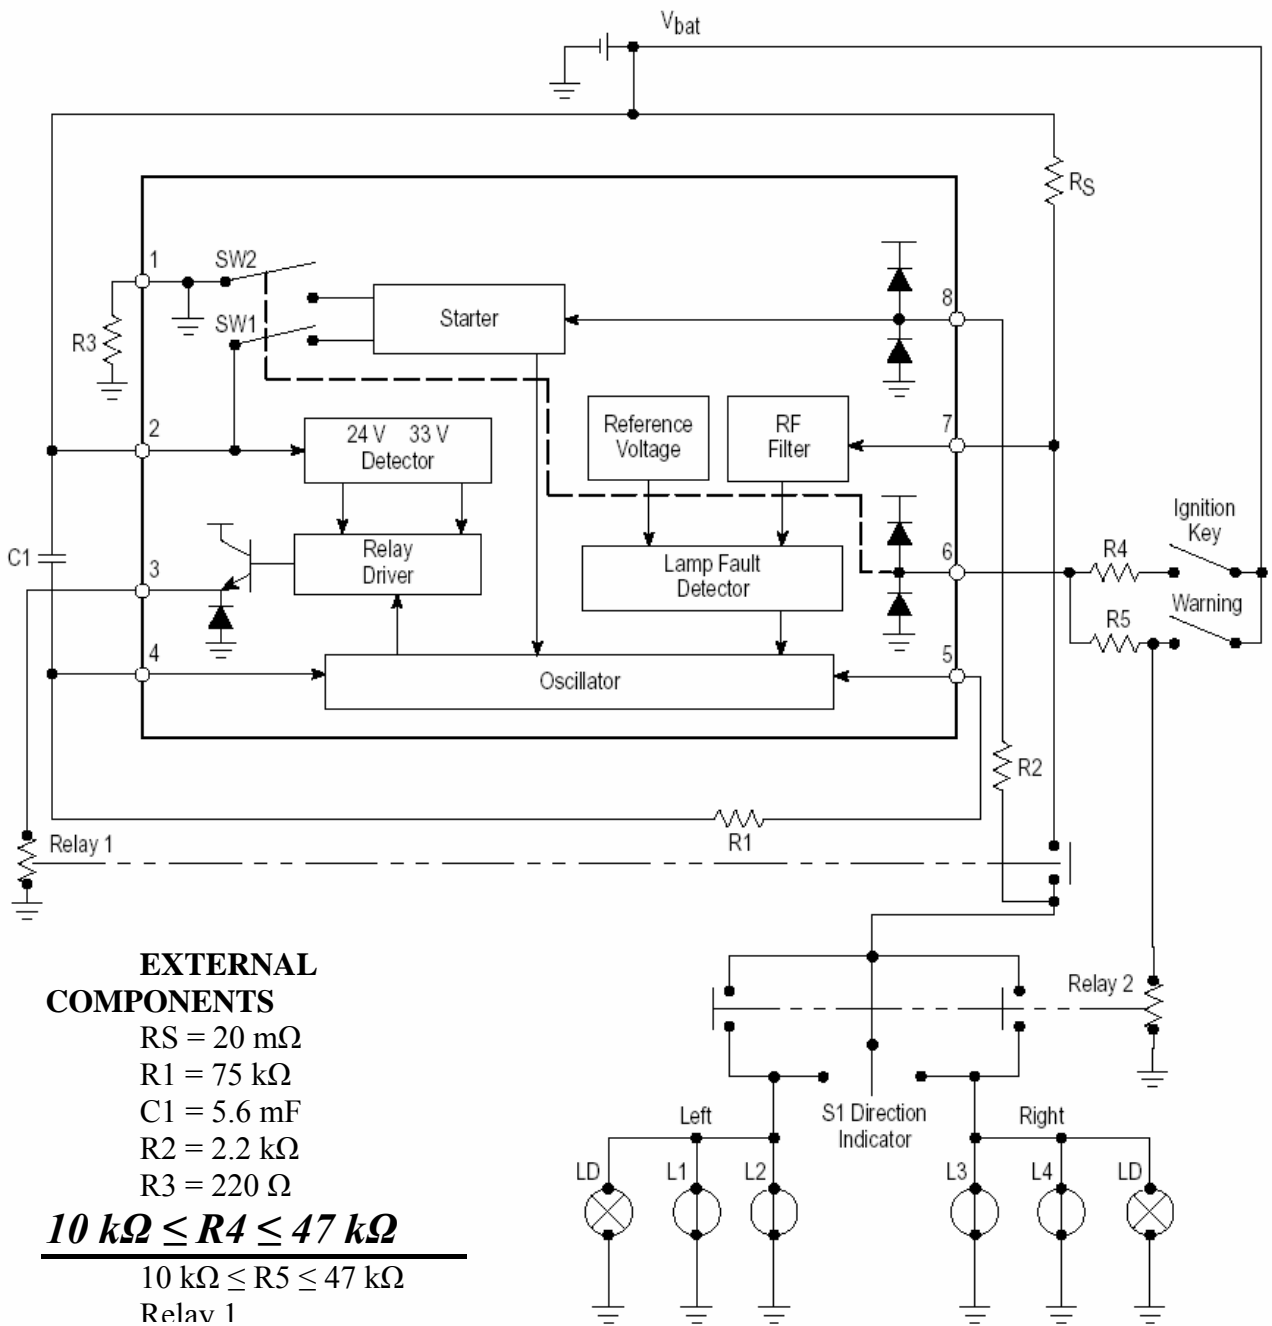 Vbat
RS
1
SW2
8
Starter
SW1
R3
2
24 V 33 V
Detector
Reference
Voltage
RF
Filter
7
Ignition
Key
C1
3
Relay
Driver
Lamp Fault
Detector
6
R4
Warning
R5
4
Oscillator
5
R2
Relay 1
R1
EXTERNAL
COMPONENTS
RS = 20 mΩ
R1 = 75 kΩ
C1 = 5.6 mF
R2 = 2.2 kΩ
R3 = 220 Ω
10 kΩ ≤ R4 ≤ 47 kΩ
10 kΩ ≤ R5 ≤ 47 kΩ
Relay 1
Relay 2
Left
S1 Direction
Indicator
Right
LD
L1
L2
L3
L4
LD